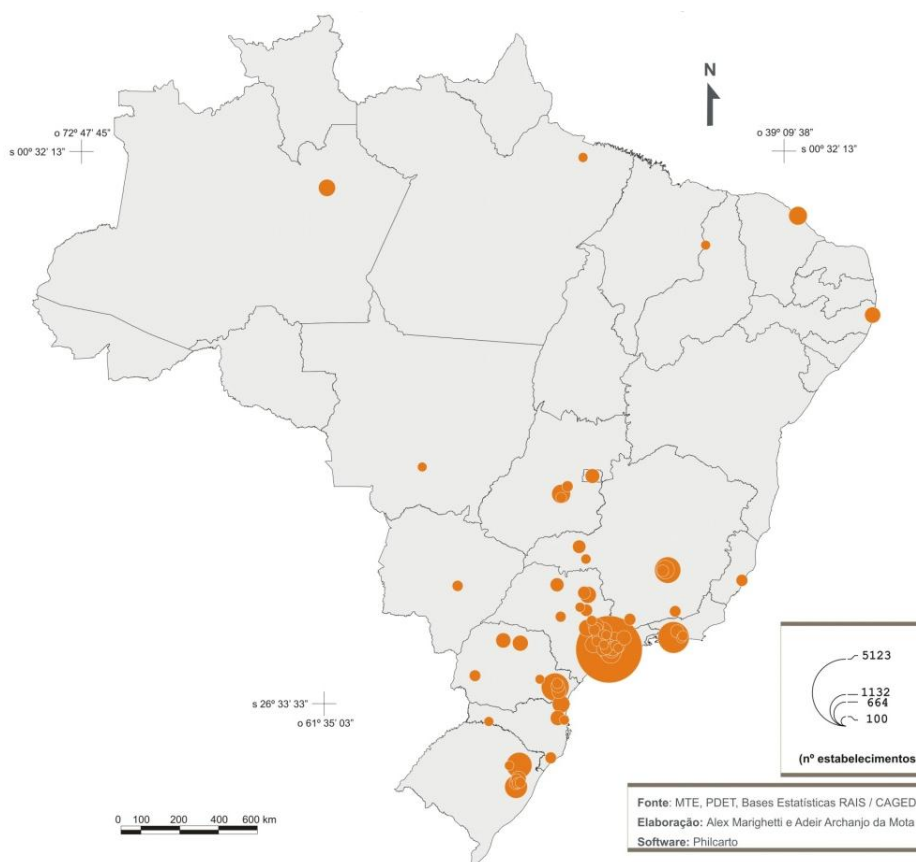 N
o 72º 47' 45"
s 00º 32' 13"
o 39º 09' 38"
s 00º 32' 13"
s 26º 33' 33"
o 61º 35' 03"
5123
1132
664
100
(nº estabelecimentos
0 100 200 400 600 km
Fonte: MTE, PDET, Bases Estatísticas RAIS / CAGED
Elaboração: Alex Marighetti e Adeir Archanjo da Mota
Software: Philcarto